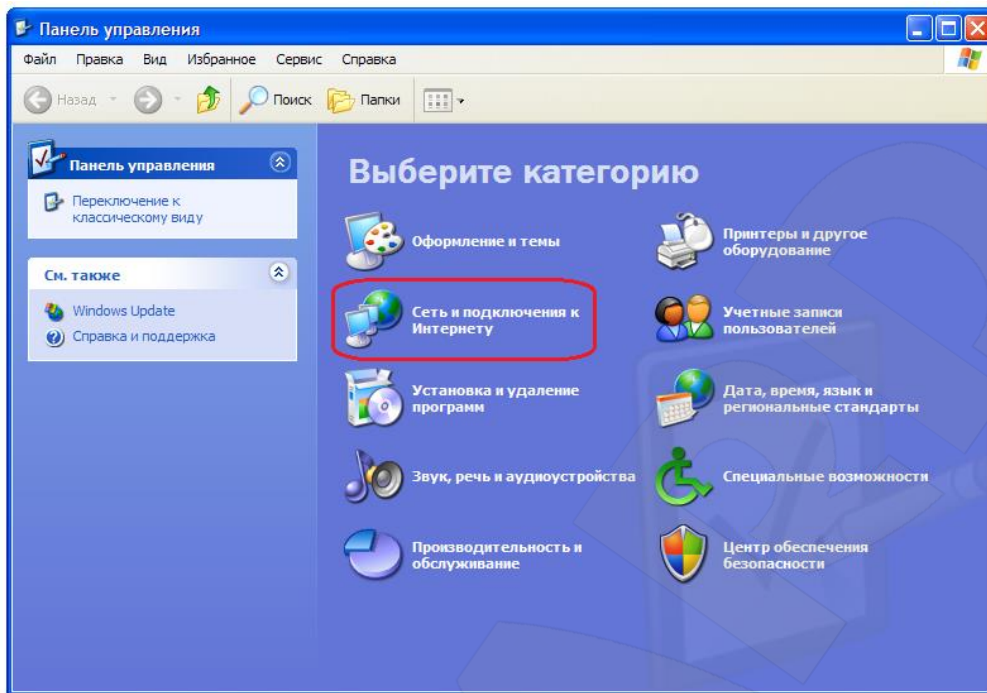 Панель управления
Файл Правка Вид Избранное Сервис Справка
Назад Поиск Папки
Панель управления
Переключение к
классическому виду
См. также
Windows Update
Справка и поддержка
Выберите категорию
Оформление и темы
Принтеры и другое
оборудование
Сеть и подключения к
Интернету
Учетные записи
пользователей
Установка и удаление
программ
Дата, время, язык и
региональные стандарты
Звук, речь и аудиоустройства
Специальные возможности
Производительность и
обслуживание
Центр обеспечения
безопасности